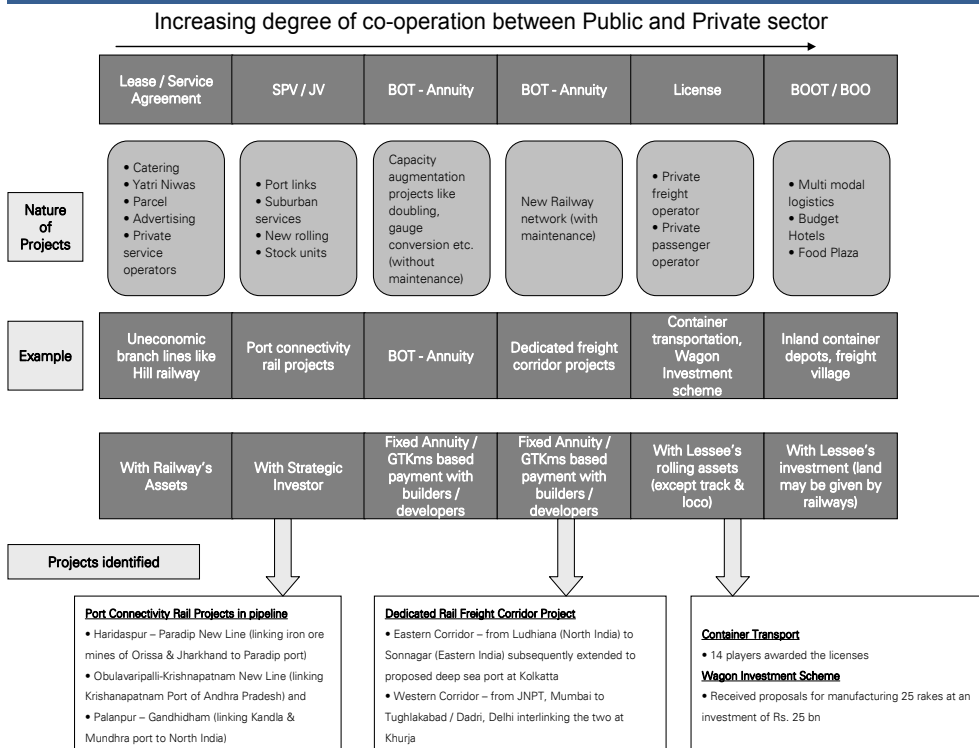 Increasing degree of co-operation between Public and Private sector
Lease / Service
Agreement
SPV / JV
BOT - Annuity
BOT - Annuity
License
BOOT / BOO
Nature
of
Projects
• Catering
• Yatri Niwas
• Parcel
• Advertising
• Private
service
operators
• Port links
• Suburban
services
• New rolling
• Stock units
Capacity
augmentation
projects like
doubling,
gauge
conversion etc.
(without
maintenance)
New Railway
network (with
maintenance)
• Private
freight
operator
• Private
passenger
operator
• Multi modal
logistics
• Budget
Hotels
• Food Plaza
Example
Uneconomic
branch lines like
Hill railway
Port connectivity
rail projects
BOT - Annuity
Dedicated freight
corridor projects
Container
transportation,
Wagon
Investment
scheme
Inland container
depots, freight
village
With Railway's
Assets
With Strategic
Investor
Fixed Annuity /
GTKms based
payment with
builders /
developers
Fixed Annuity /
GTKms based
payment with
builders /
developers
With Lessee's
rolling assets
(except track &
loco)
With Lessee's
investment (land
may be given by
railways)
Projects identified
Port Connectivity Rail Projects in pipeline
• Haridaspur – Paradip New Line (linking iron ore
mines of Orissa & Jharkhand to Paradip port)
• Obulavaripalli-Krishnapatnam New Line (linking
Krishanapatnam Port of Andhra Pradesh) and
• Palanpur – Gandhidham (linking Kandla &
Mundhra port to North India)
Dedicated Rail Freight Corridor Project
• Eastern Corridor – from Ludhiana (North India) to
Sonnagar (Eastern India) subsequently extended to
proposed deep sea port at Kolkatta
• Western Corridor – from JNPT, Mumbai to
Tughlakabad / Dadri, Delhi interlinking the two at
Khurja
Container Transport
• 14 players awarded the licenses
Wagon Investment Scheme
• Received proposals for manufacturing 25 rakes at an
investment of Rs. 25 bn